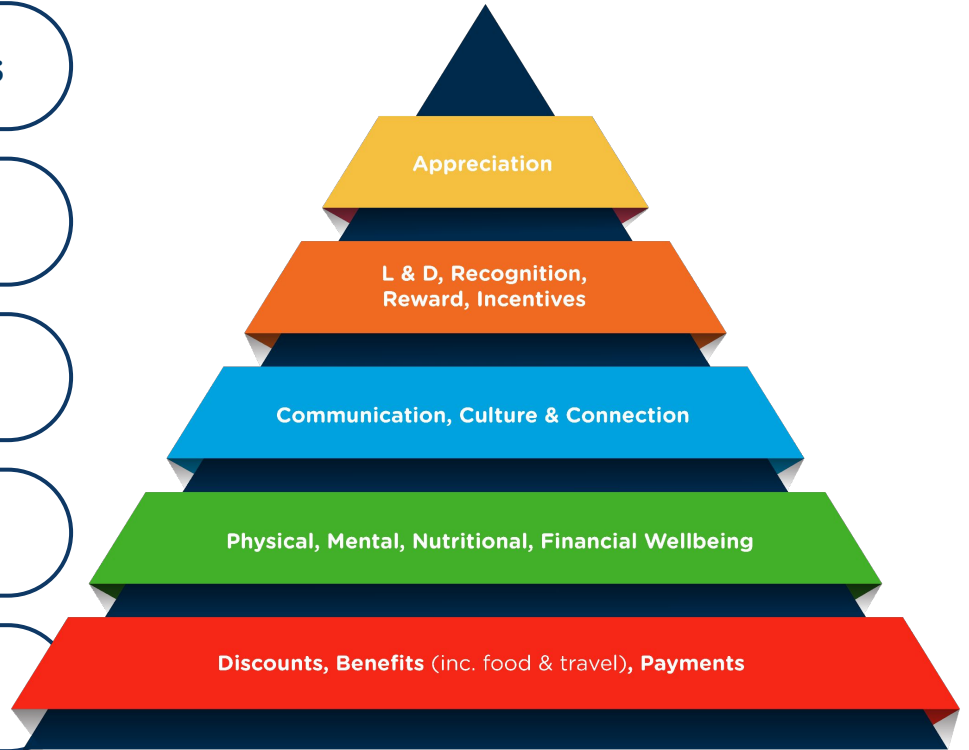 Appreciation
L & D, Recognition,
Reward, Incentives
Communication, Culture & Connection
Physical, Mental, Nutritional, Financial Wellbeing
Discounts, Benefits (inc. food & travel), Payments